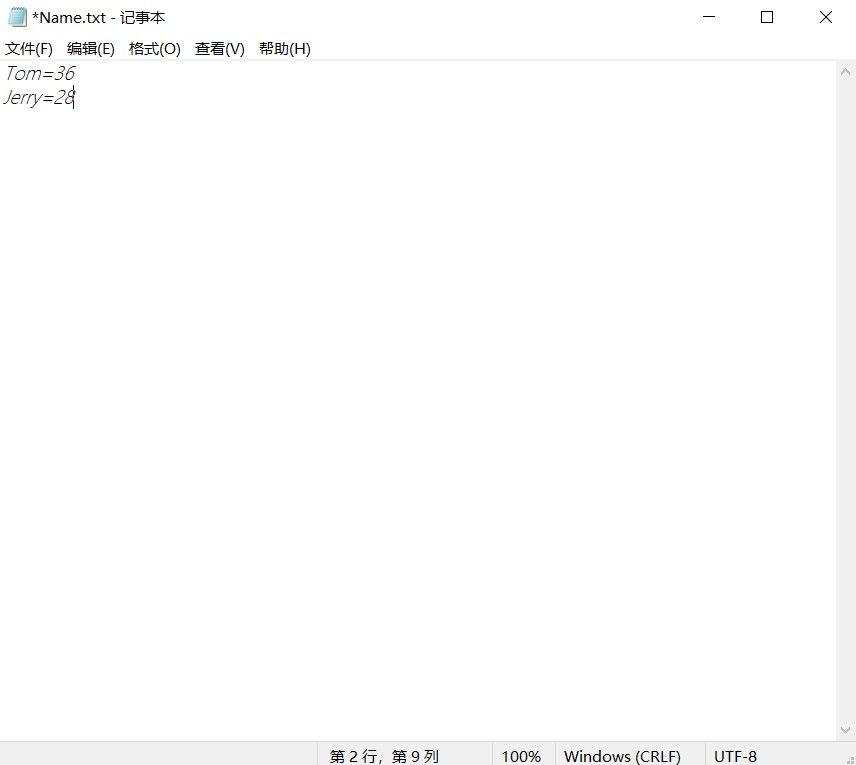 *Name.txt - 记事本
文件(F) 编辑(E) 格式(O) 查看(V) 帮助(H)
Tom=36
Jerry=28
第 2 行，第 9 列 100% Windows (CRLF) UTF-8